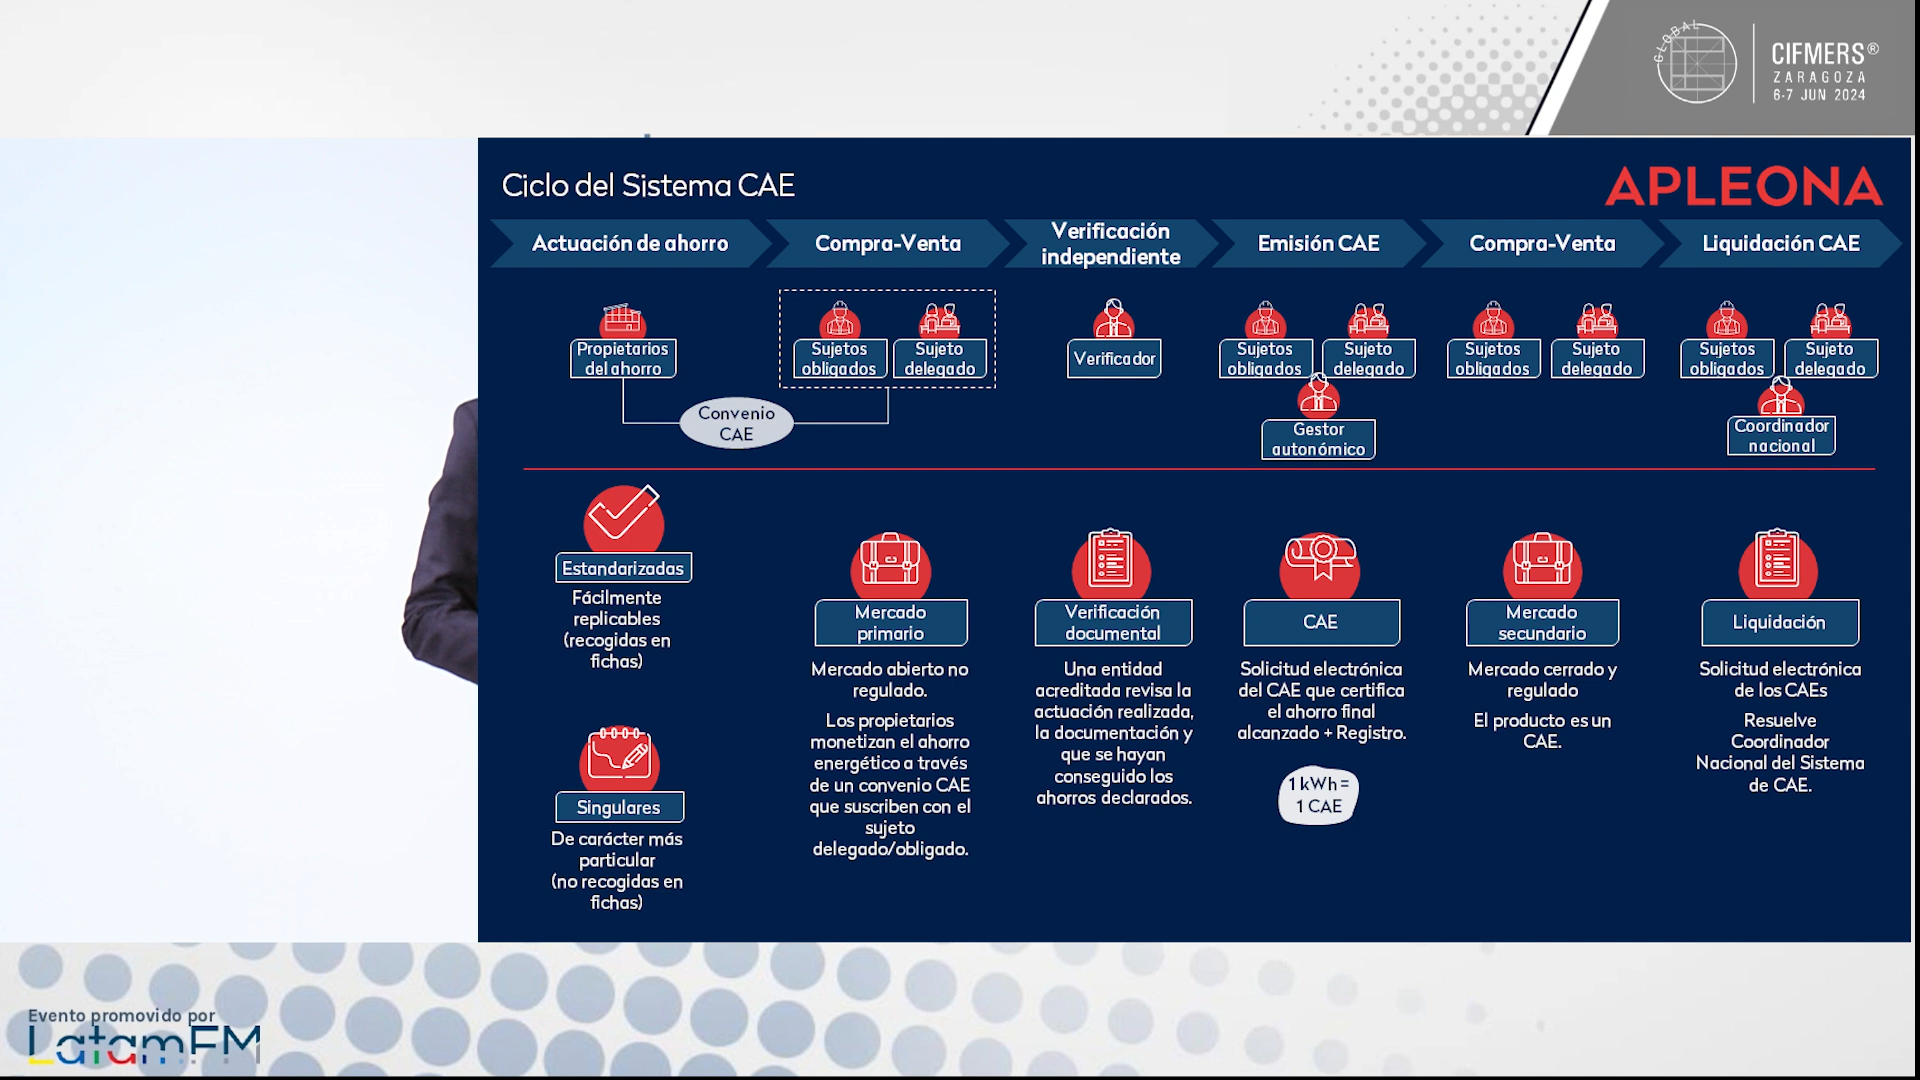 GLOBAL
CIFMERS®
ZARAGOZA
6-7 JUN 2024
Ciclo del Sistema CAE
APLEONA
Actuación de ahorro
Compra-Venta
Verificación
independiente
Emisión CAE
Compra-Venta
Liquidación CAE
Propietarios
del ahorro
Sujetos
obligados
Sujeto
delegado
Convenio
CAE
Verificador
Sujetos
obligados
Sujeto
delegado
Gestor
autonómico
Sujetos
obligados
Sujeto
delegado
Sujetos
obligados
Sujeto
delegado
Coordinador
nacional
Estandarizadas
Fácilmente
replicables
(recogidas en
fichas)
Singulares
De carácter más
particular
(no recogidas en
fichas)
Mercado
primario
Mercado abierto no
regulado.
Los propietarios
monetizan el ahorro
energético a través
de un convenio CAE
que suscriben con el
sujeto
delegado/obligado.
Verificación
documental
Una entidad
acreditada revisa la
actuación realizada,
la documentación y
que se hayan
conseguido los
ahorros declarados.
CAE
Solicitud electrónica
del CAE que certifica
el ahorro final
alcanzado + Registro.
1 kWh =
1 CAE
Mercado
secundario
Mercado cerrado y
regulado
El producto es un
CAE.
Liquidación
Solicitud electrónica
de los CAEs
Resuelve
Coordinador
Nacional del Sistema
de CAE.
Evento promovido por
LatamFM